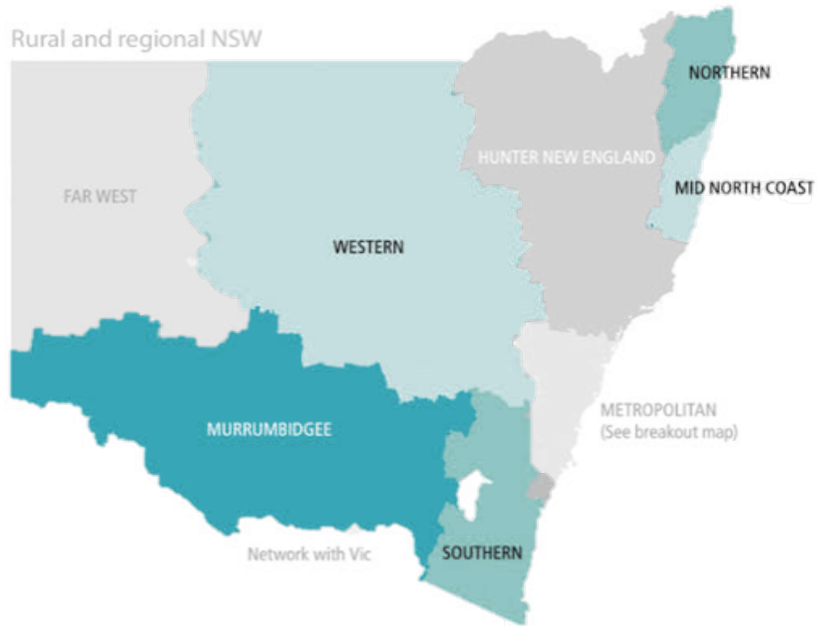 Rural and regional NSW
NORTHERN
HUNTER NEW ENGLAND
MID NORTH COAST
FAR WEST
WESTERN
METROPOLITAN
(See breakout map)
MURRUMBIDGEE
Network with Vic
SOUTHERN